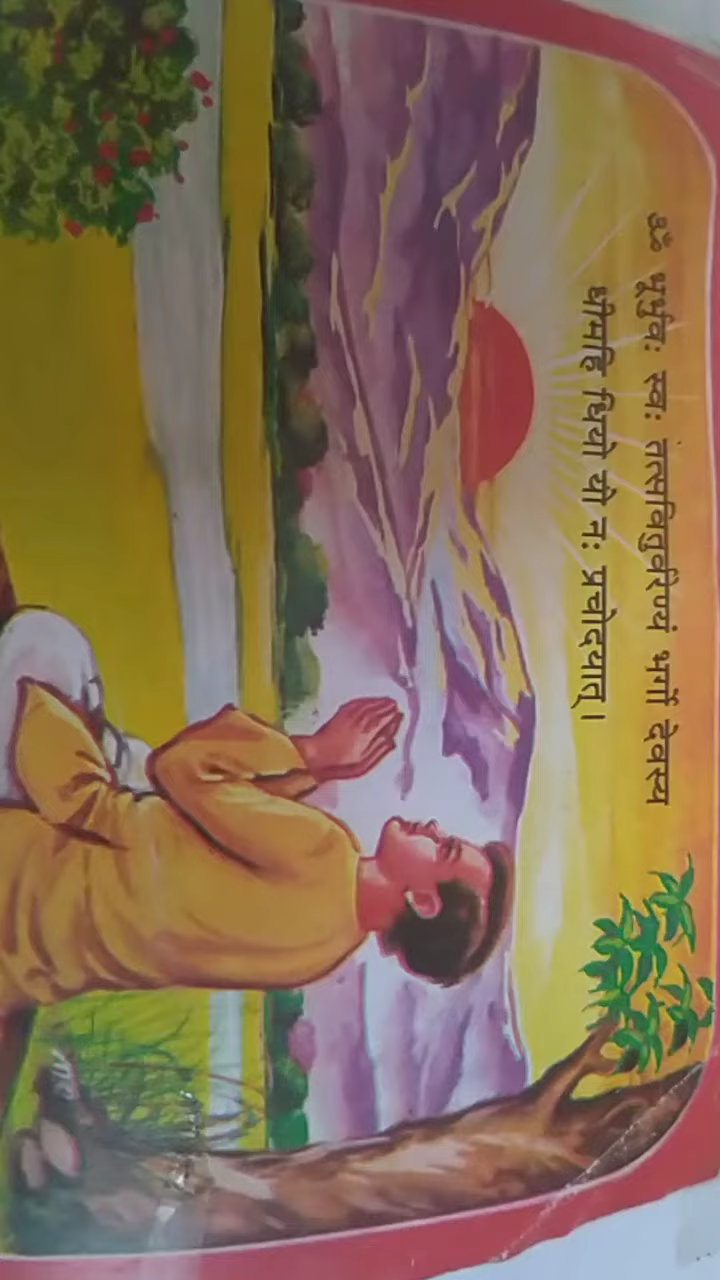 ॐ भूर्भुवः स्वः तत्सवितुर्वरेण्यं भर्गो देवस्य
धीमहि धियो यो नः प्रचोदयात्।